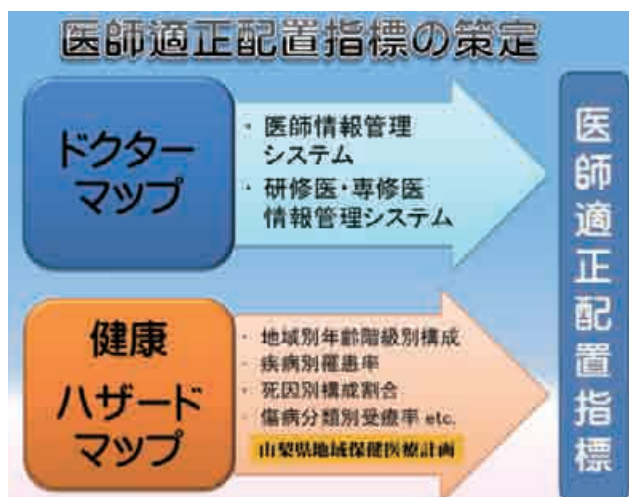 医師適正配置指標の策定
ドクター
マップ
・ 医師情報管理
システム
・ 研修医・専修医
情報管理システム
健康
ハザード
マップ
・ 地域別年齢階級別構成
・ 疾病別罹患率
・ 死因別構成割合
・ 傷病分類別受療率 etc.
山梨県地域保健医療計画
医師適正配置指標